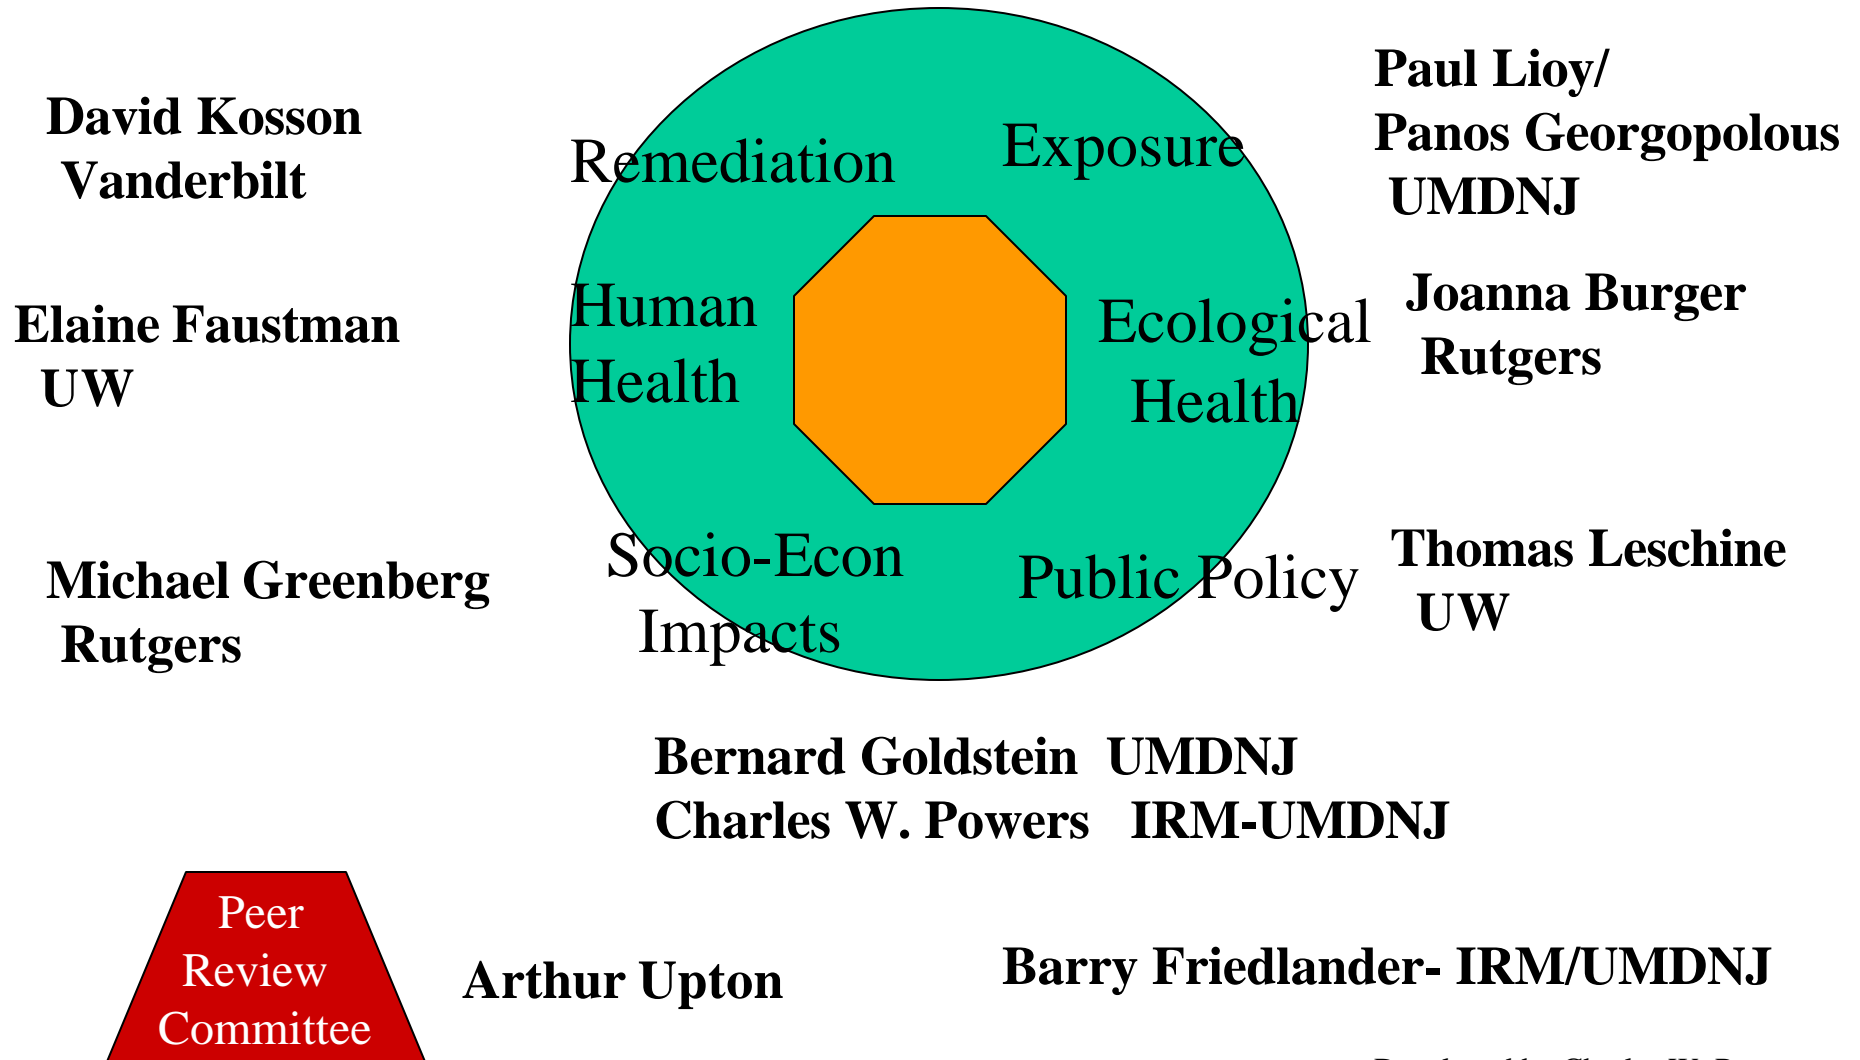 David Kosson
Vanderbilt
Remediation
Exposure
Paul Lioy/
Panos Georgopolous
UMDNJ
Elaine Faustman
UW
Human
Health
Ecological
Health
Joanna Burger
Rutgers
Michael Greenberg
Rutgers
Socio-Econ
Impacts
Public Policy
Thomas Leschine
UW
Bernard Goldstein UMDNJ
Charles W. Powers IRM-UMDNJ
Peer
Review
Committee
Arthur Upton
Barry Friedlander- IRM/UMDNJ